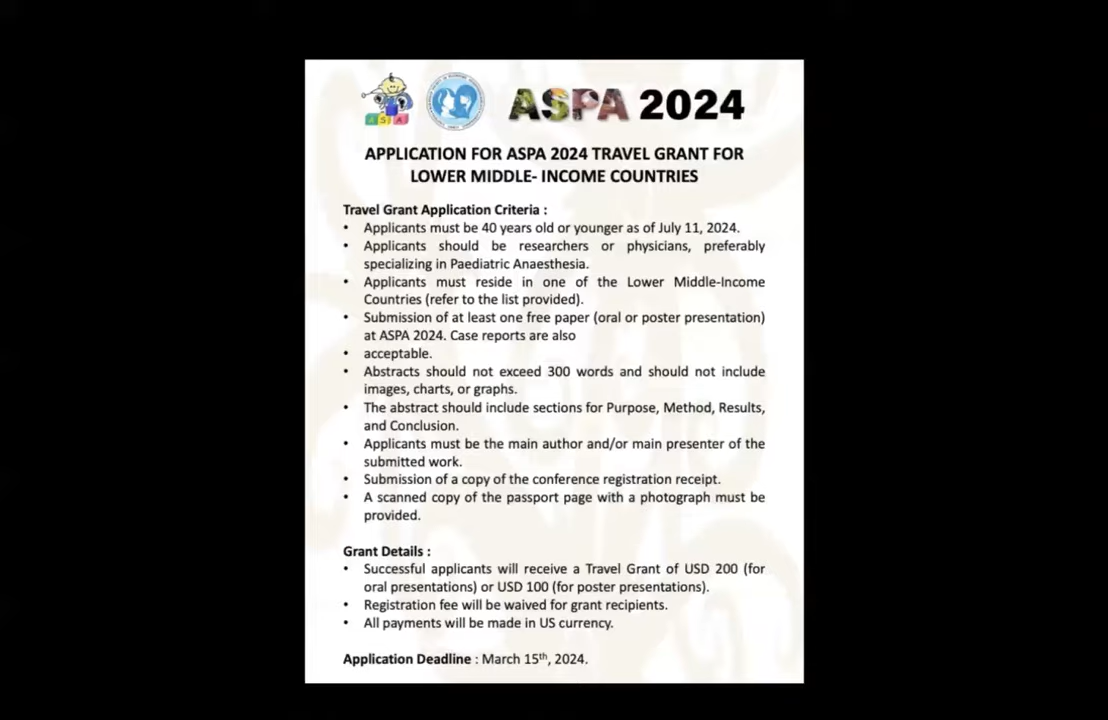 ASPA 2024
APPLICATION FOR ASPA 2024 TRAVEL GRANT FOR
LOWER MIDDLE- INCOME COUNTRIES
Travel Grant Application Criteria :
• Applicants must be 40 years old or younger as of July 11, 2024.
• Applicants should be researchers or physicians, preferably
specializing in Paediatric Anaesthesia.
• Applicants must reside in one of the Lower Middle-Income
Countries (refer to the list provided).
• Submission of at least one free paper (oral or poster presentation)
at ASPA 2024. Case reports are also
• acceptable.
• Abstracts should not exceed 300 words and should not include
images, charts, or graphs.
• The abstract should include sections for Purpose, Method, Results,
and Conclusion.
• Applicants must be the main author and/or main presenter of the
submitted work.
• Submission of a copy of the conference registration receipt.
• A scanned copy of the passport page with a photograph must be
provided.
Grant Details :
• Successful applicants will receive a Travel Grant of USD 200 (for
oral presentations) or USD 100 (for poster presentations).
• Registration fee will be waived for grant recipients.
• All payments will be made in US currency.
Application Deadline : March 15th, 2024.